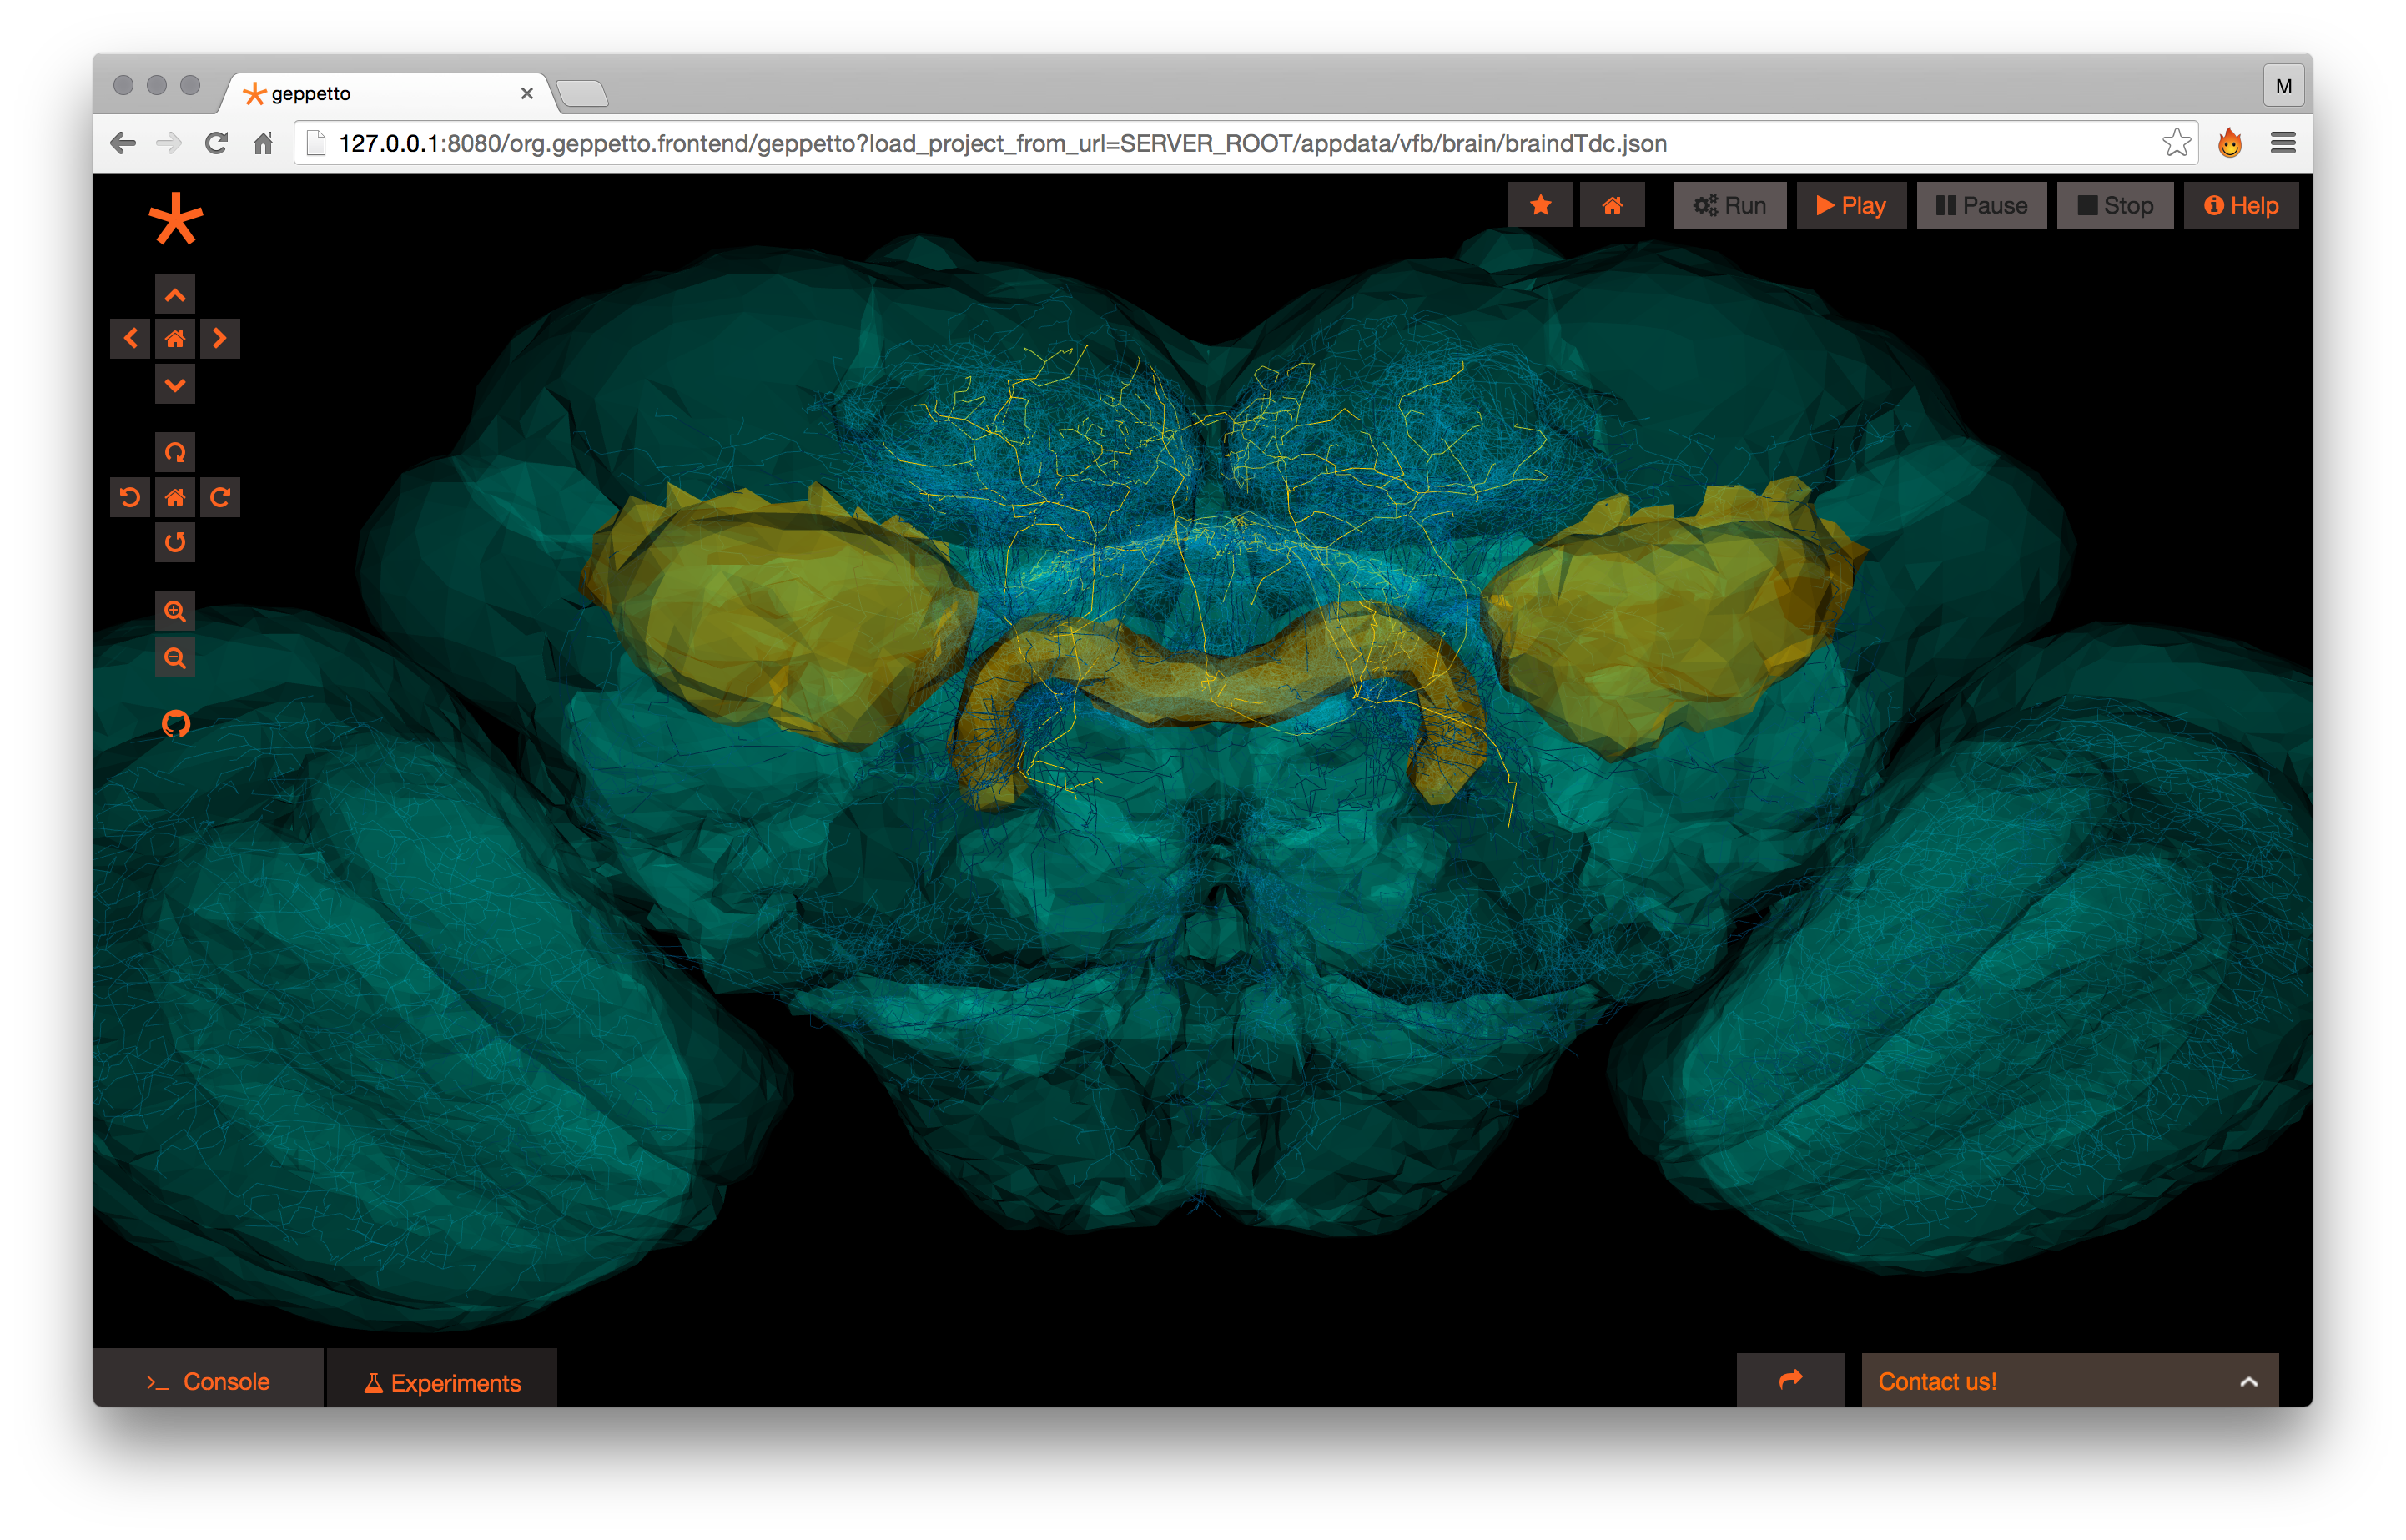 geppetto
M
127.0.0.1:8080/org.geppetto.frontend/geppetto?load_project_from_url=SERVER_ROOT/appdata/vfb/brain/braindTdc.json
Run Play Pause Stop Help
Console Experiments Contact us!